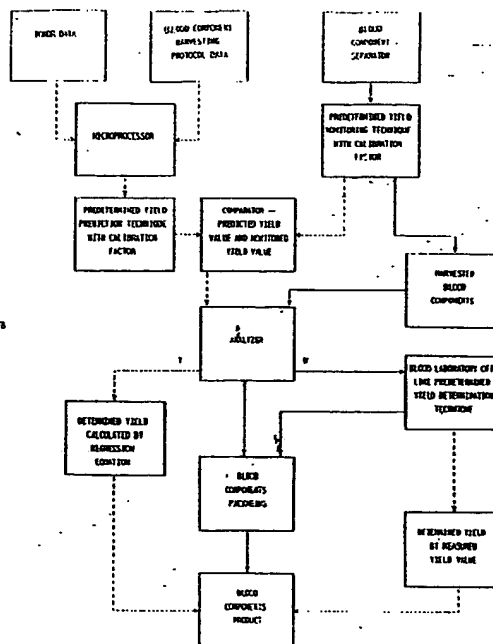 DONOR DATA
BLOOD COMPONENT
HARVESTING
PROTOCOL DATA
BLOOD
COMPONENT
SEPARATOR
MICROPROCESSOR
PREDETERMINED YIELD
MONITORING TECHNIQUE
WITH CALIBRATION
FACTOR
PREDETERMINED YIELD
PREDICTION TECHNIQUE
WITH CALIBRATION
FACTOR
COMPARATOR —
PREDICTED YIELD
VALUE AND MONITORED
YIELD VALUE
HARVESTED
BLOOD
COMPONENTS
ANALYZER
BLOOD LABORATORY OFF
LINE PREDETERMINED
YIELD DETERMINATION
TECHNIQUE
DETERMINED YIELD
CALCULATED BY
REGRESSION
EQUATION
BLOOD
COMPONENTS
POOLING
DETERMINED YIELD
BY MEASURED
YIELD VALUE
BLOOD
COMPONENTS
PRODUCT